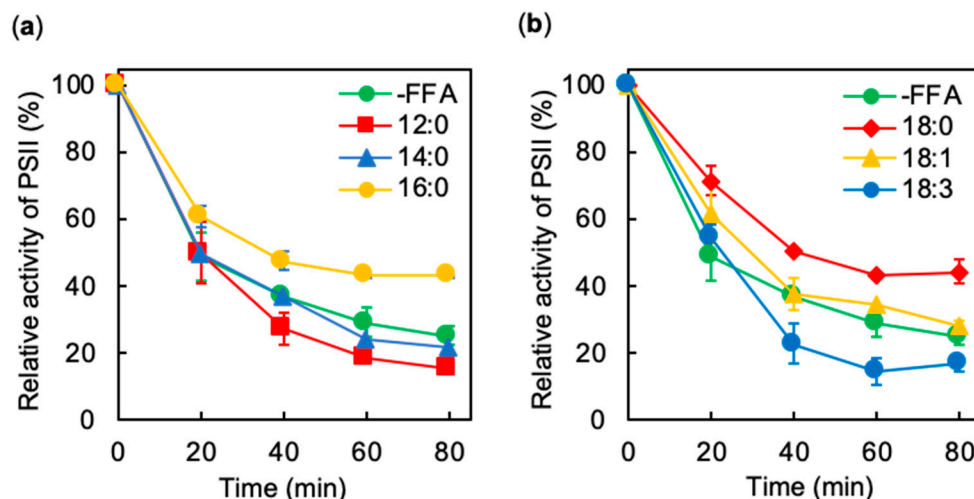 (a)
Relative activity of PSII (%)
100
80
60
40
20
0
0 20 40 60 80
Time (min)
-FFA
12:0
14:0
16:0
(b)
Relative activity of PSII (%)
100
80
60
40
20
0
0 20 40 60 80
Time (min)
-FFA
18:0
18:1
18:3